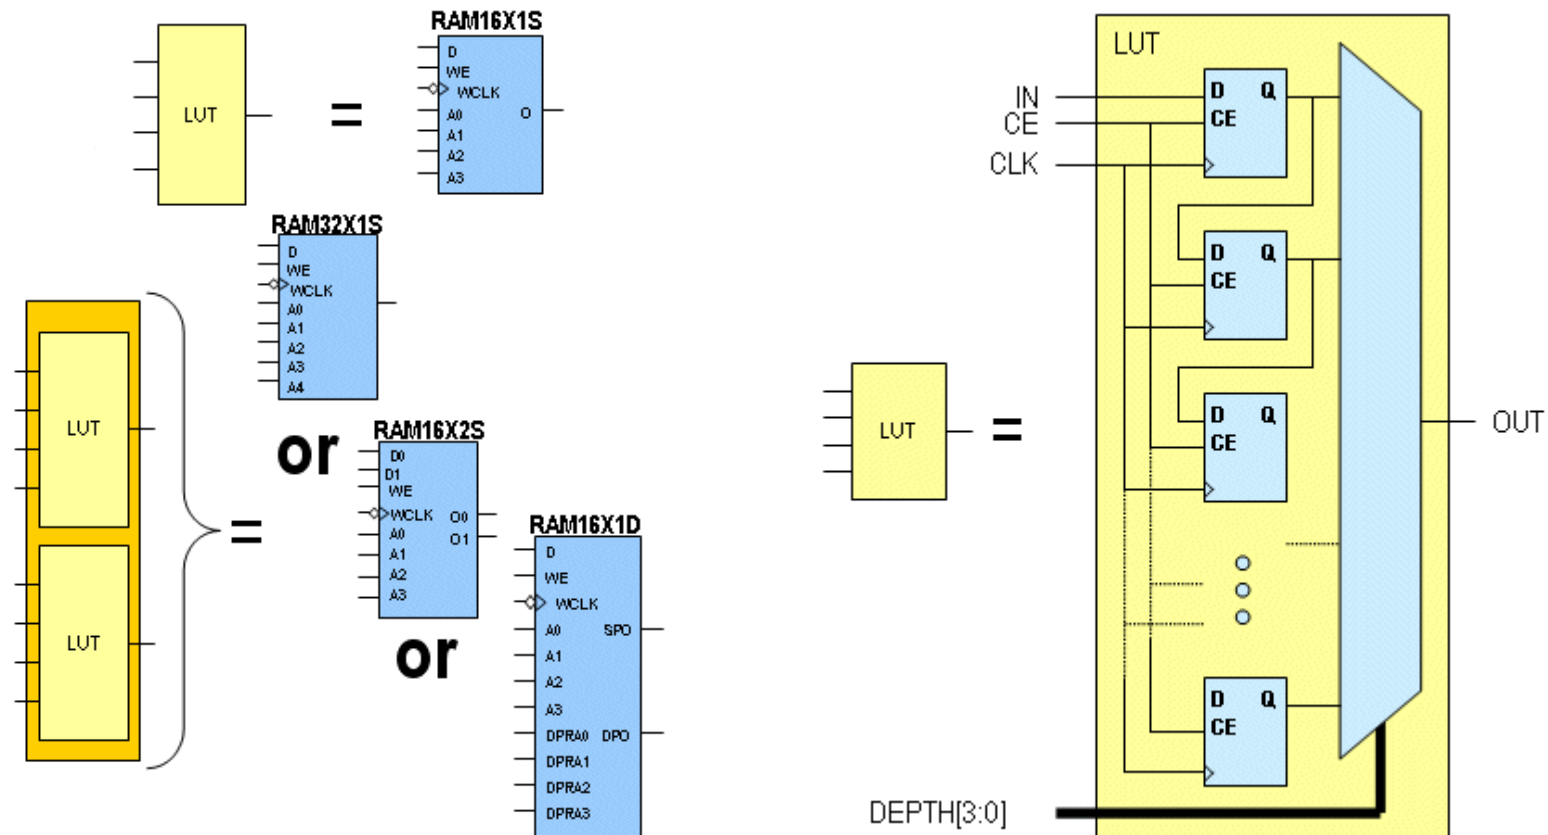 RAM16X1S
LUT
=
D
WE
WCLK
A0
O
A1
A2
A3
RAM32X1S
D
WE
WCLK
A0
A1
A2
A3
A4
LUT
LUT
=
or
RAM16X2S
D0
D1
WE
WCLK
O0
A0
O1
A1
A2
A3
or
RAM16X1D
D
WE
WCLK
A0
SPO
A1
A2
A3
DPRA0
DPO
DPRA1
DPRA2
DPRA3
LUT
=
LUT
IN
CE
CLK
D Q
CE
D Q
CE
D Q
CE
D Q
CE
OUT
DEPTH[3:0]